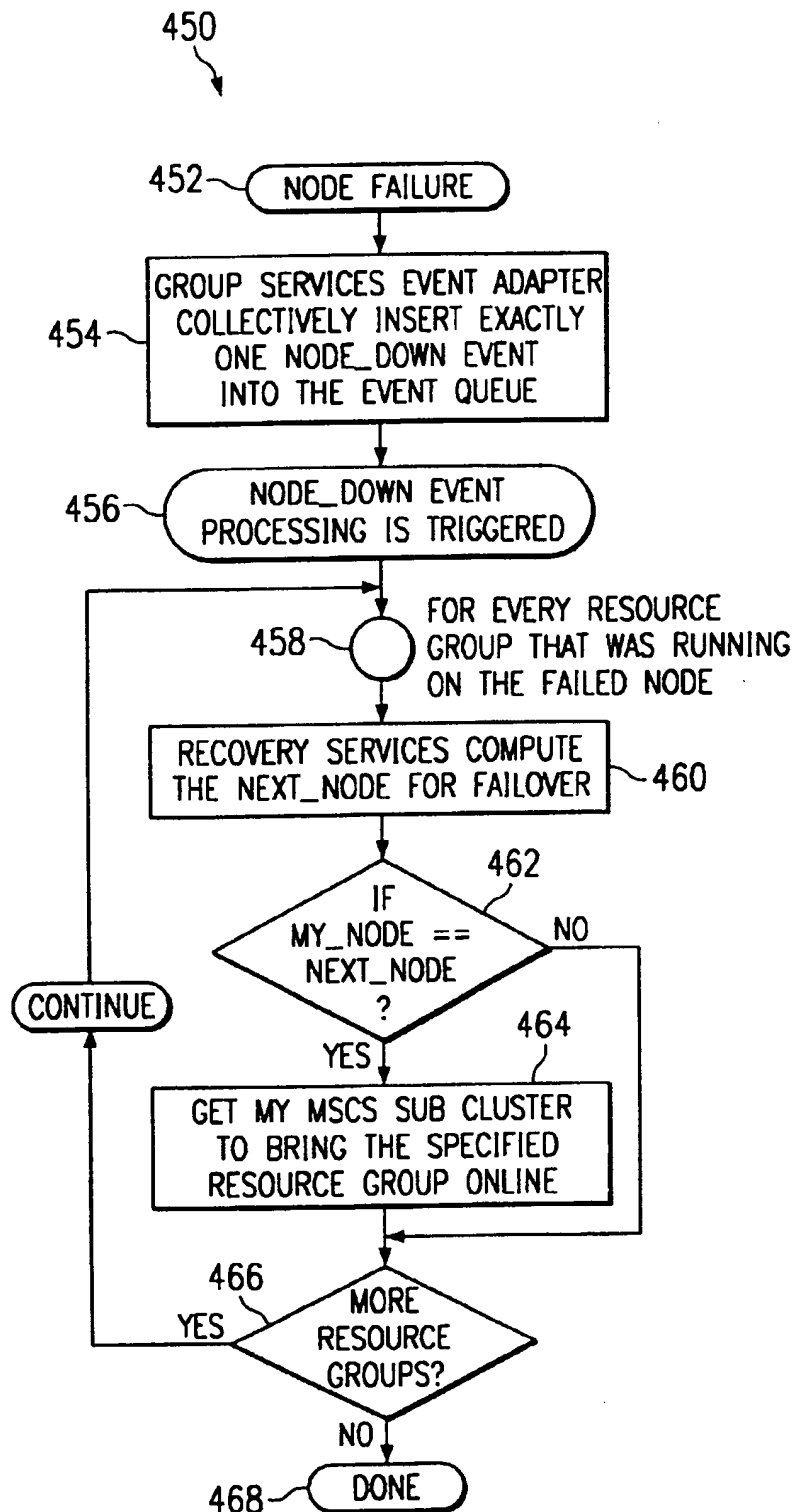 450
452
NODE FAILURE
454
GROUP SERVICES EVENT ADAPTER
COLLECTIVELY INSERT EXACTLY
ONE NODE_DOWN EVENT
INTO THE EVENT QUEUE
456
NODE_DOWN EVENT
PROCESSING IS TRIGGERED
458
FOR EVERY RESOURCE
GROUP THAT WAS RUNNING
ON THE FAILED NODE
RECOVERY SERVICES COMPUTE
THE NEXT_NODE FOR FAILOVER
460
462
IF
MY_NODE ==
NEXT_NODE
?
NO
CONTINUE
YES
464
GET MY MSCS SUB CLUSTER
TO BRING THE SPECIFIED
RESOURCE GROUP ONLINE
466
YES
MORE
RESOURCE
GROUPS?
NO
468
DONE